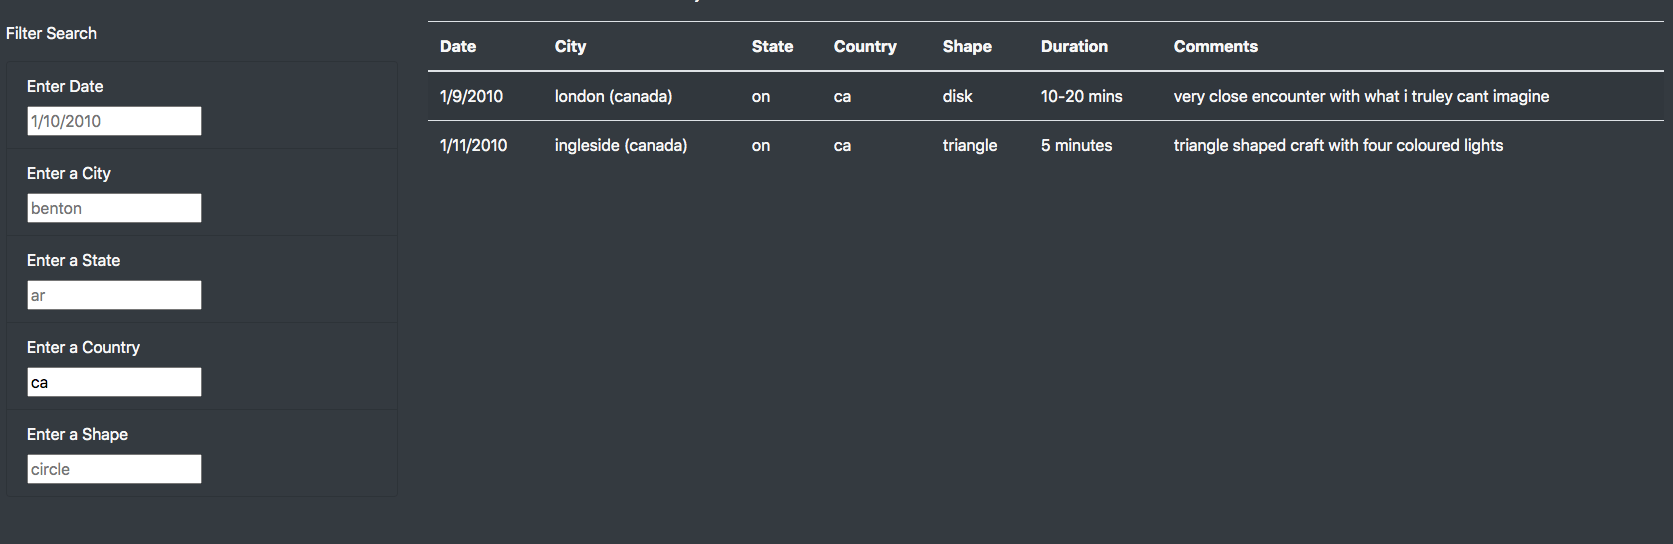 Filter Search
Enter Date
1/10/2010
Enter a City
benton
Enter a State
ar
Enter a Country
ca
Enter a Shape
circle
Date City State Country Shape Duration Comments
1/9/2010 london (canada) on ca disk 10-20 mins very close encounter with what i truley cant imagine
1/11/2010 ingleside (canada) on ca triangle 5 minutes triangle shaped craft with four coloured lights